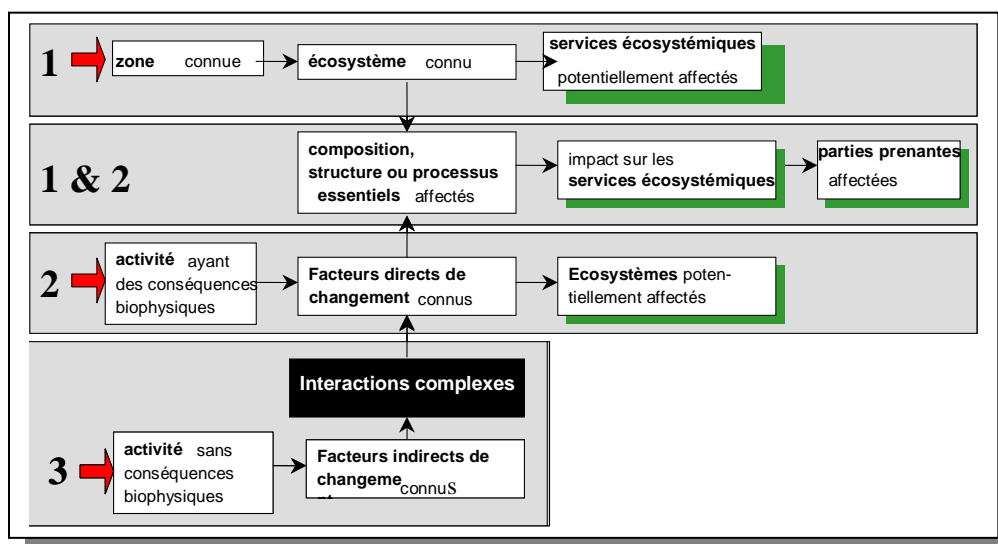 1
zone connue
écosystème connu
services écosystémiques
potentiellement affectés
1 & 2
composition,
structure ou processus
essentiels affectés
impact sur les
services écosystémiques
parties prenantes
affectées
2
activité ayant
des conséquences
biophysiques
Facteurs directs de
changement connus
Ecosystèmes poten-
tiellement affectés
Interactions complexes
3
activité sans
conséquences
biophysiques
Facteurs indirects de
changeme
connuS